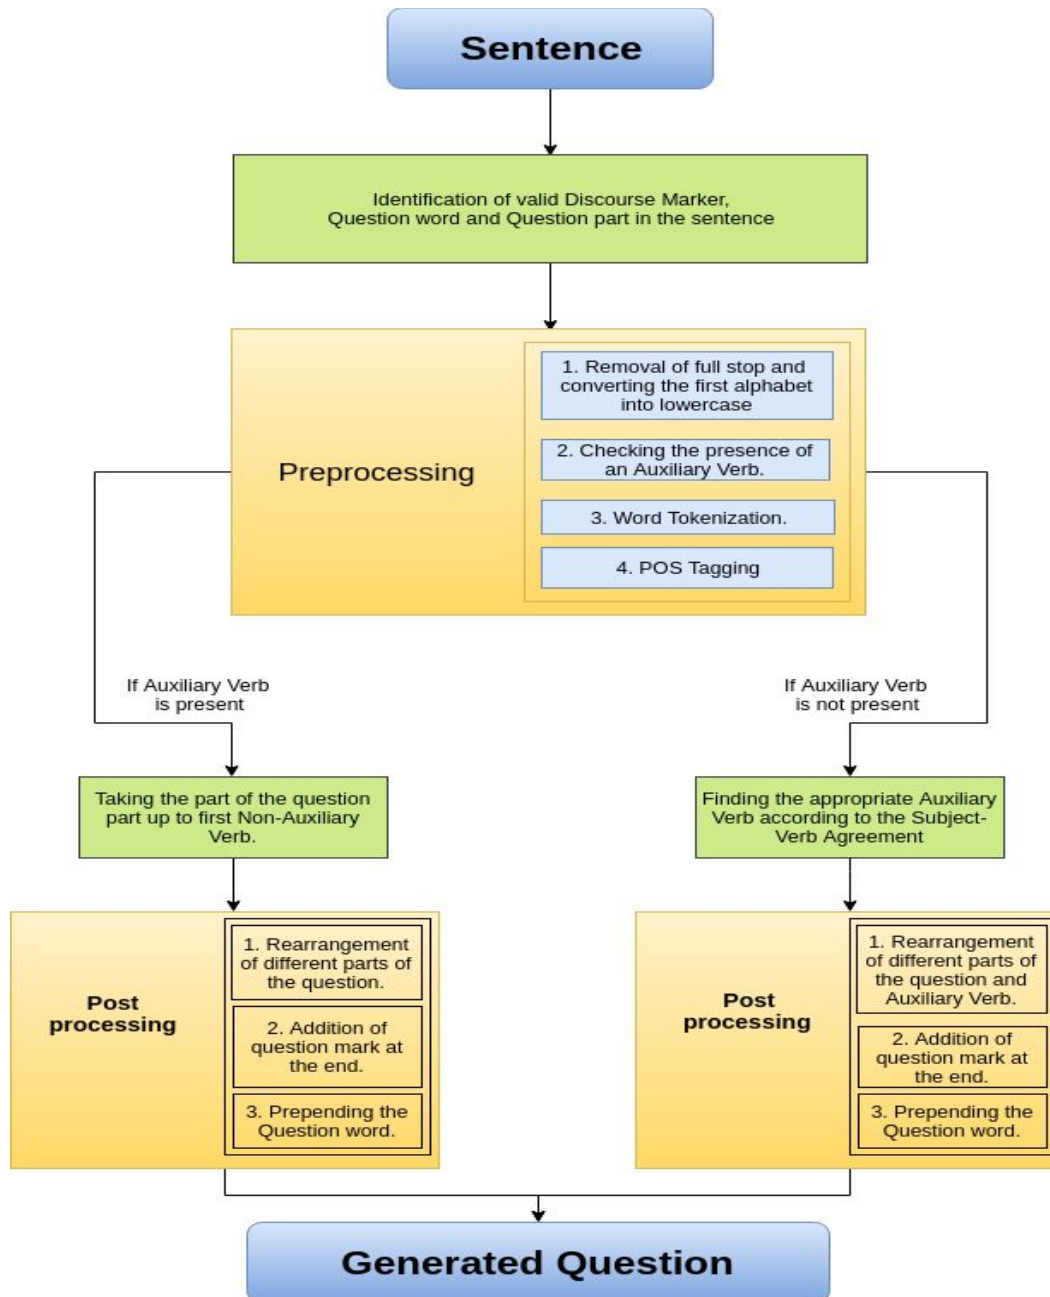 Sentence
Identification of valid Discourse Marker,
Question word and Question part in the sentence
Preprocessing
1. Removal of full stop and
converting the first alphabet
into lowercase
2. Checking the presence of
an Auxiliary Verb.
3. Word Tokenization.
4. POS Tagging
If Auxiliary Verb
is present
If Auxiliary Verb
is not present
Taking the part of the question
part up to first Non-Auxiliary
Verb.
Finding the appropriate Auxiliary
Verb according to the Subject-
Verb Agreement
Post
processing
1. Rearrangement
of different parts of
the question.
2. Addition of
question mark at
the end.
3. Prepending the
Question word.
Post
processing
1. Rearrangement
of different parts of
the question and
Auxiliary Verb.
2. Addition of
question mark at
the end.
3. Prepending the
Question word.
Generated Question